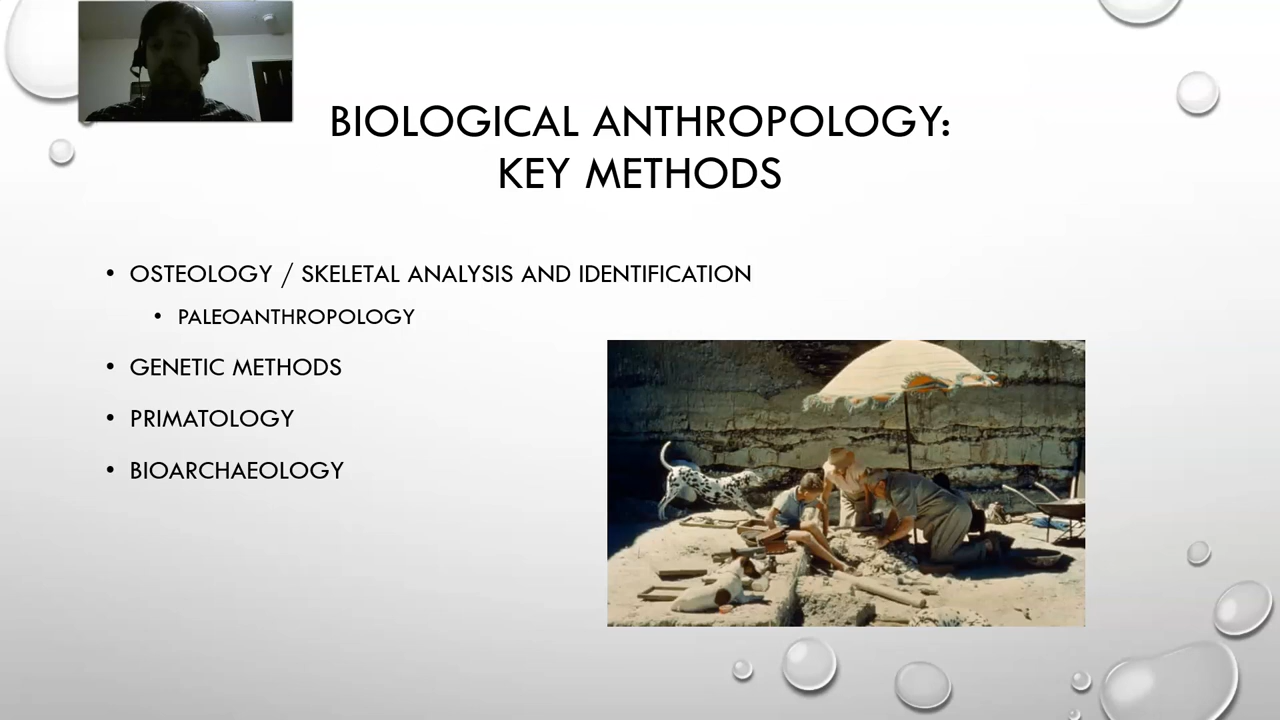 BIOLOGICAL ANTHROPOLOGY:
KEY METHODS
• OSTEOLOGY / SKELETAL ANALYSIS AND IDENTIFICATION
• PALEOANTHROPOLOGY
• GENETIC METHODS
• PRIMATOLOGY
• BIOARCHAEOLOGY